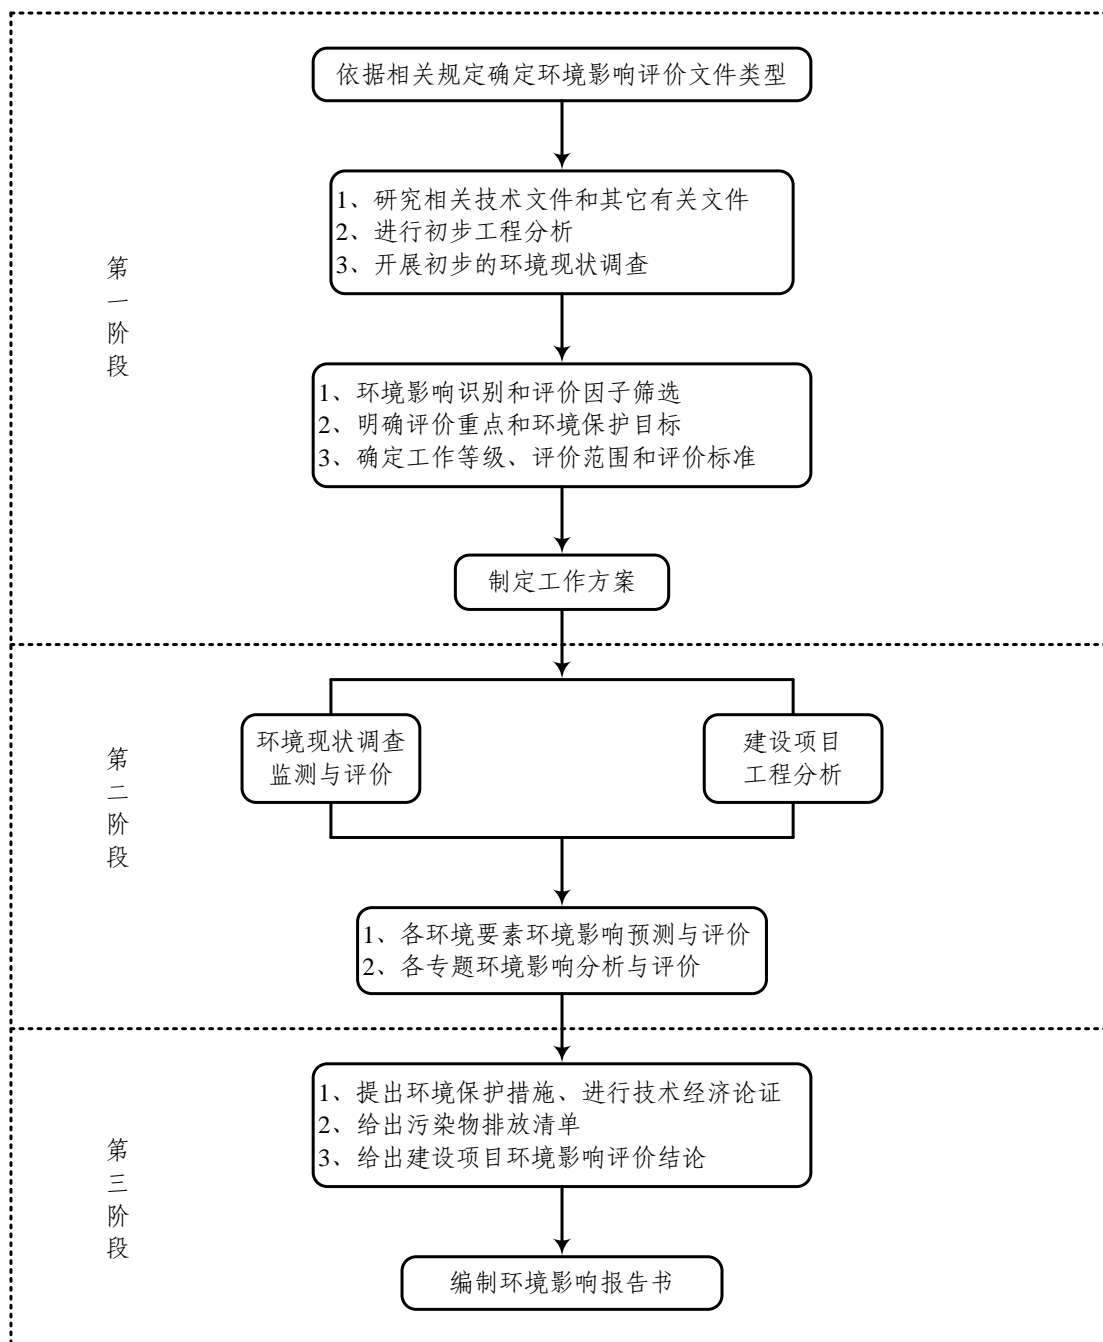 依据相关规定确定环境影响评价文件类型
1、研究相关技术文件和其它有关文件
2、进行初步工程分析
3、开展初步的环境现状调查
第一阶段
1、环境影响识别和评价因子筛选
2、明确评价重点和环境保护目标
3、确定工作等级、评价范围和评价标准
制定工作方案
第二阶段
环境现状调查
监测与评价
建设项目
工程分析
1、各环境要素环境影响预测与评价
2、各专题环境影响分析与评价
第三阶段
1、提出环境保护措施、进行技术经济论证
2、给出污染物排放清单
3、给出建设项目环境影响评价结论
编制环境影响报告书